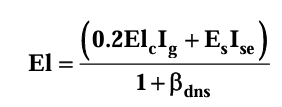 El = (0.2El_c I_g + E_s I_se) / 1 + β_dns